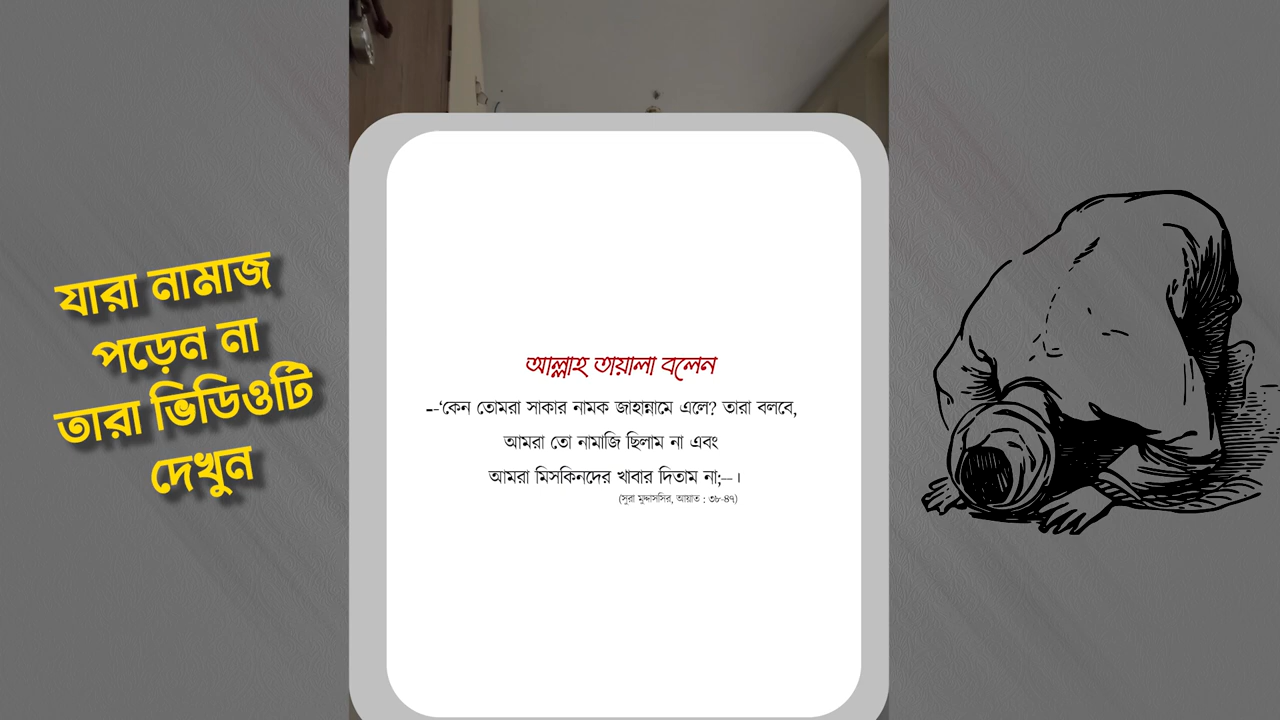 যারা নামাজ
পড়েন না
তারা ভিডিওটি
দেখুন
আল্লাহ তায়ালা বলেন
--‘কেন তোমরা সাকার নামক জাহান্নামে এলে? তারা বলবে,
আমরা তো নামাজি ছিলাম না এবং
আমরা মিসকিনদের খাবার দিতাম না;--।
(সুরা মুদ্দাসসির, আয়াত : ৩৮-৪৭)